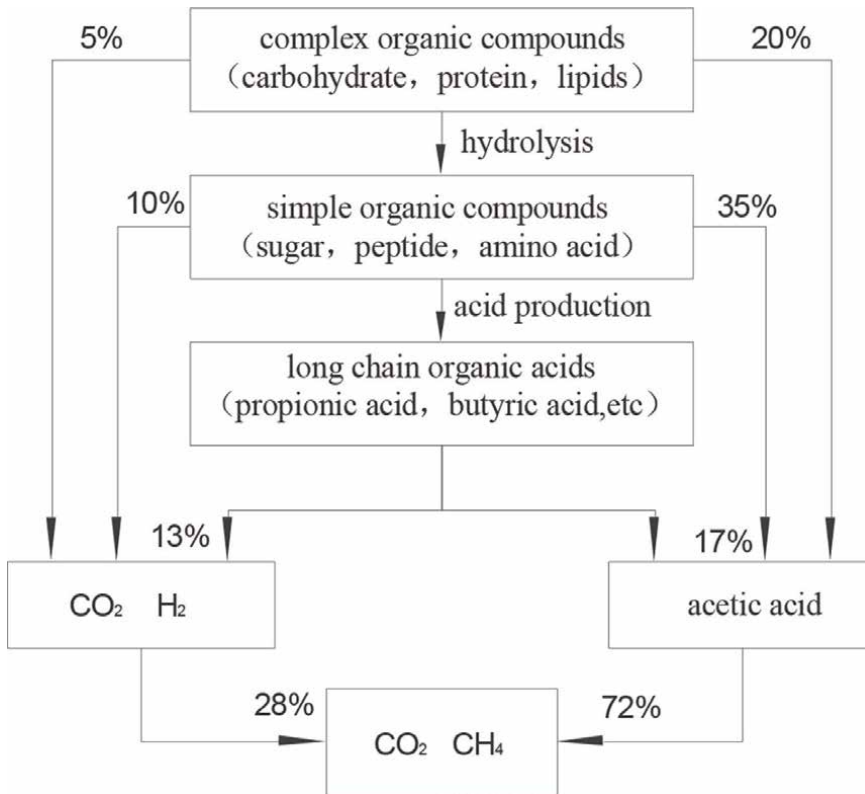 5%
complex organic compounds
20%
（carbohydrate，protein，lipids）
hydrolysis
10%
simple organic compounds
35%
（sugar，peptide，amino acid）
acid production
long chain organic acids
（propionic acid，butyric acid,etc）
13%
17%
CO₂ H₂
acetic acid
28%
72%
CO₂ CH₄